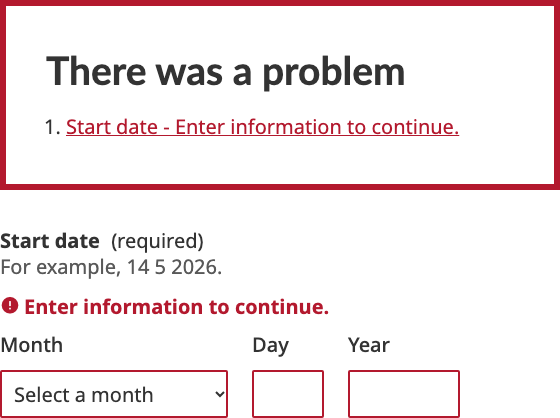 There was a problem
1. Start date - Enter information to continue.
Start date (required)
For example, 14 5 2026.
Enter information to continue.
Month Day Year
Select a month